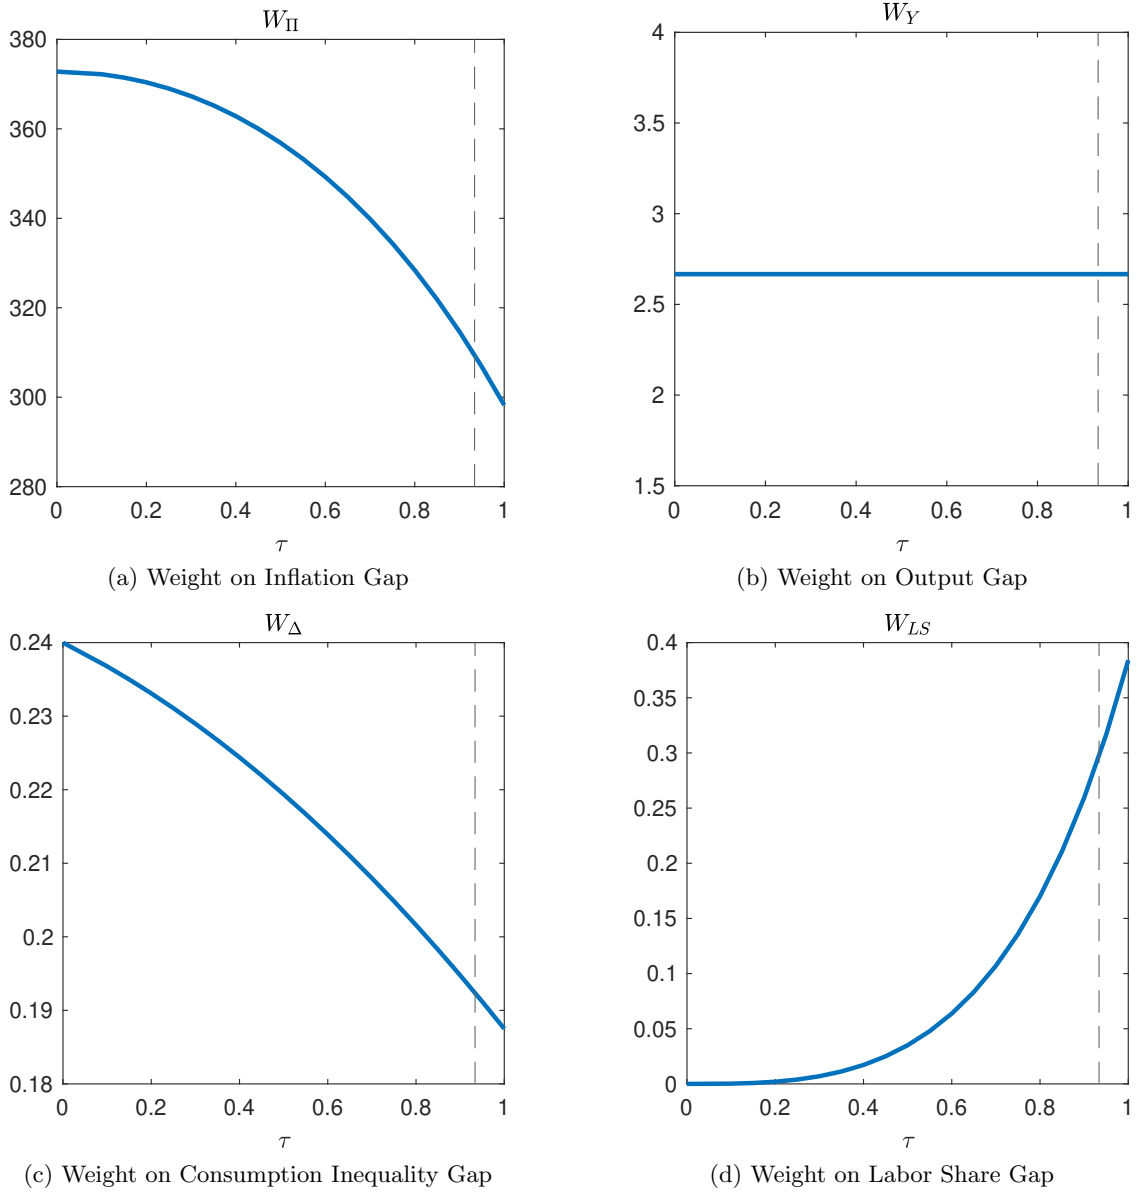 W_Π
380
360
340
320
300
280
0 0.2 0.4 0.6 0.8 1
τ
(a) Weight on Inflation Gap
W_Y
4
3.5
3
2.5
2
1.5
0 0.2 0.4 0.6 0.8 1
τ
(b) Weight on Output Gap
W_Δ
0.24
0.23
0.22
0.21
0.2
0.19
0.18
0 0.2 0.4 0.6 0.8 1
τ
(c) Weight on Consumption Inequality Gap
W_{LS}
0.4
0.35
0.3
0.25
0.2
0.15
0.1
0.05
0
0 0.2 0.4 0.6 0.8 1
τ
(d) Weight on Labor Share Gap